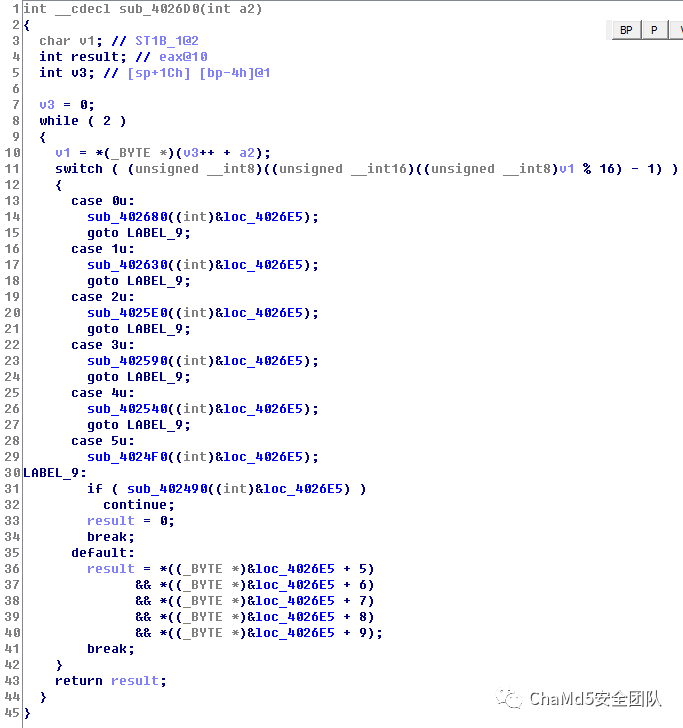 1 int __cdecl sub_4026D0(int a2)
2 {
3   char v1; // ST1B_1@2
4   int result; // eax@10
5   int v3; // [sp+1Ch] [bp-4h]@1
6
7   v3 = 0;
8   while ( 2 )
9   {
10     v1 = *(_BYTE *)(v3++ + a2);
11     switch ( (unsigned __int8)((unsigned __int16)((unsigned __int8)v1 % 16) - 1) )
12     {
13       case 0u:
14         sub_402680((int)&loc_4026E5);
15         goto LABEL_9;
16       case 1u:
17         sub_402630((int)&loc_4026E5);
18         goto LABEL_9;
19       case 2u:
20         sub_4025E0((int)&loc_4026E5);
21         goto LABEL_9;
22       case 3u:
23         sub_402590((int)&loc_4026E5);
24         goto LABEL_9;
25       case 4u:
26         sub_402540((int)&loc_4026E5);
27         goto LABEL_9;
28       case 5u:
29         sub_4024F0((int)&loc_4026E5);
30 LABEL_9:
31         if ( sub_402490((int)&loc_4026E5) )
32           continue;
33         result = 0;
34         break;
35       default:
36         result = *((_BYTE *)&loc_4026E5 + 5)
37               && *((_BYTE *)&loc_4026E5 + 6)
38               && *((_BYTE *)&loc_4026E5 + 7)
39               && *((_BYTE *)&loc_4026E5 + 8)
40               && *((_BYTE *)&loc_4026E5 + 9);
41         break;
42     }
43     return result;
44   }
45 }
BP P
ChaMd5安全团队